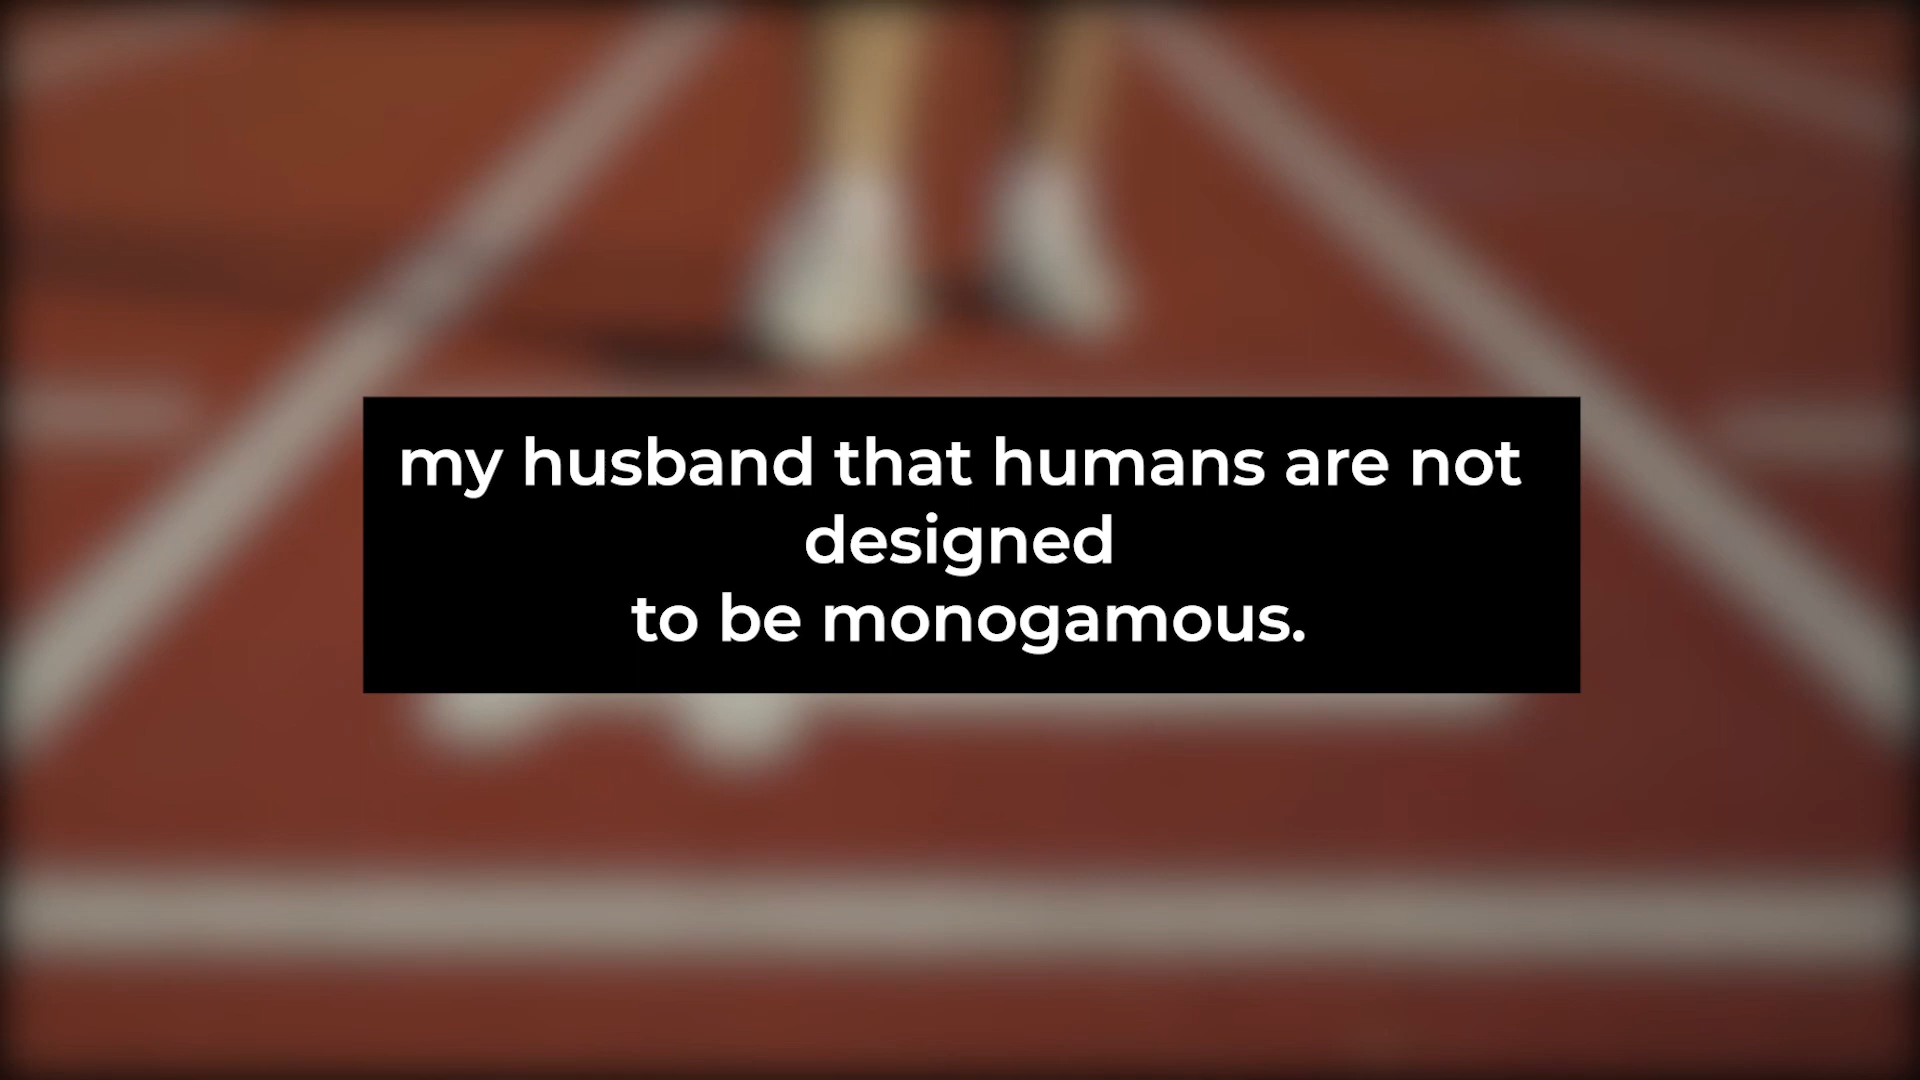 my husband that humans are not
designed
to be monogamous.